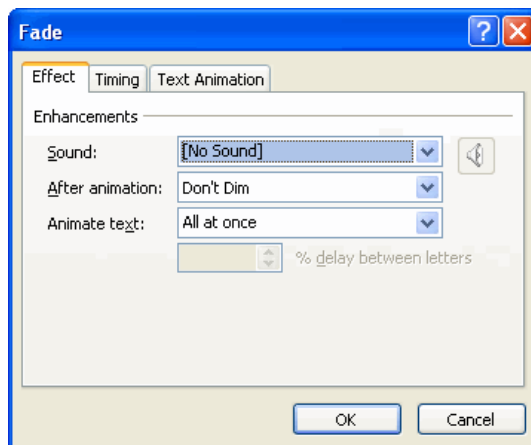 Fade
Effect Timing Text Animation
Enhancements
Sound: [No Sound]
After animation: Don't Dim
Animate text: All at once
% delay between letters
OK Cancel